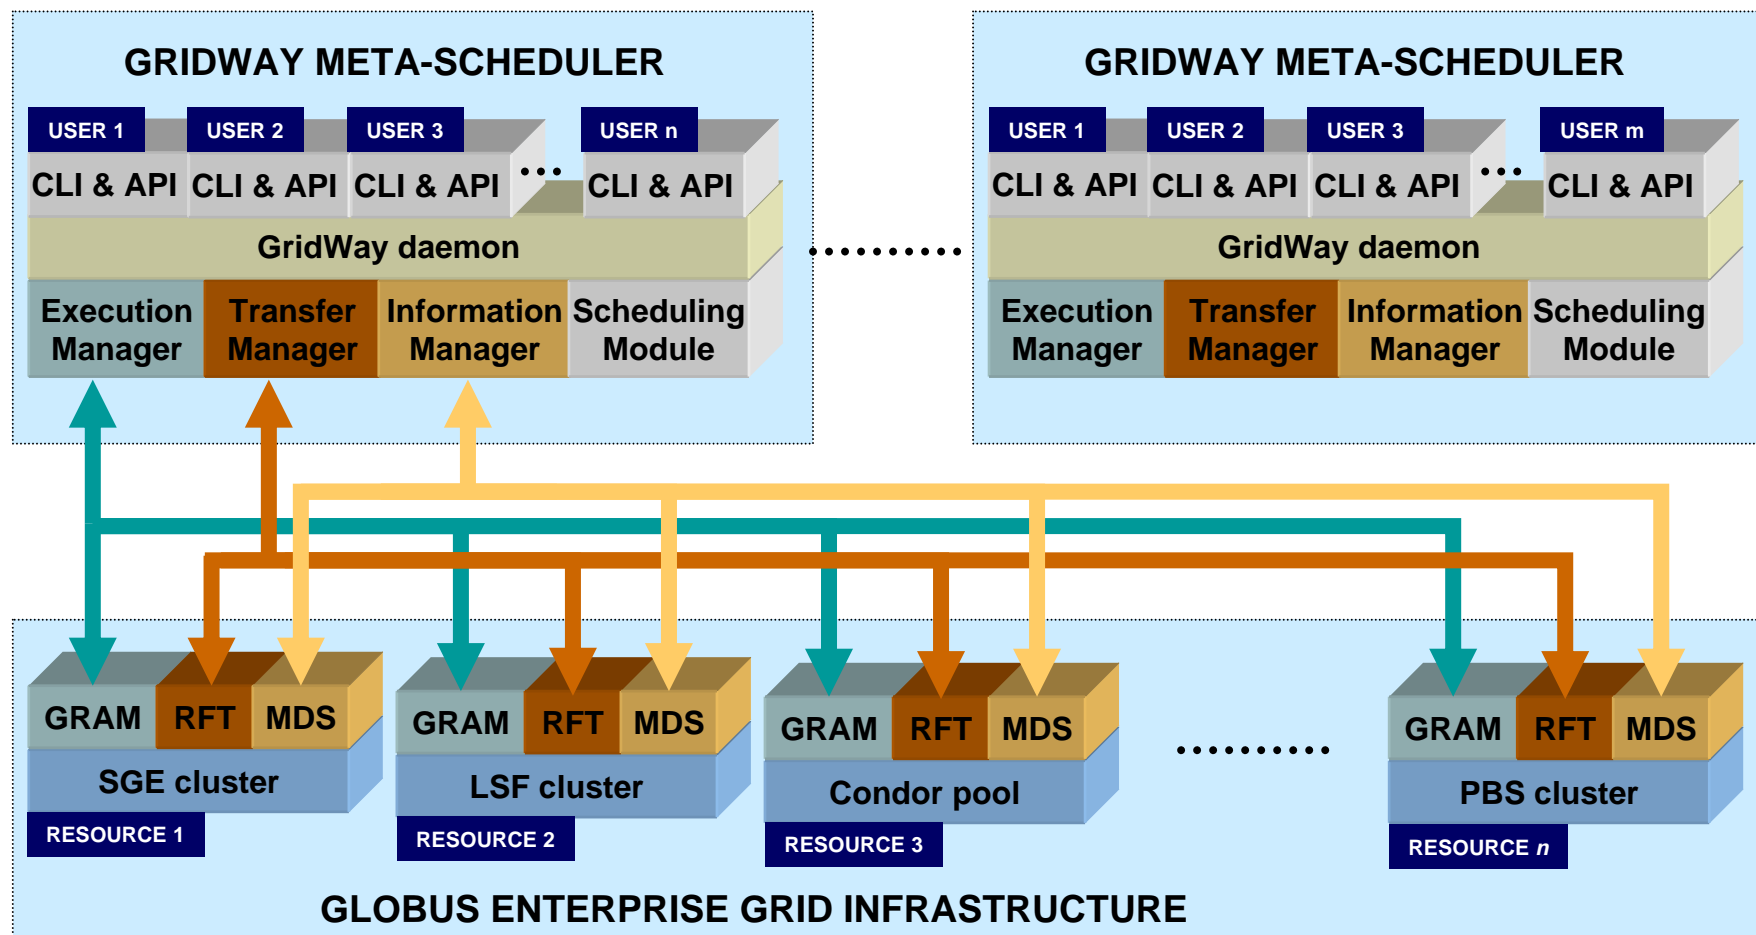 GRIDWAY META-SCHEDULER
USER 1
USER 2
USER 3
USER n
CLI & API
CLI & API
CLI & API
...
CLI & API
GridWay daemon
Execution Manager
Transfer Manager
Information Manager
Scheduling Module
GRIDWAY META-SCHEDULER
USER 1
USER 2
USER 3
USER m
CLI & API
CLI & API
CLI & API
...
CLI & API
GridWay daemon
Execution Manager
Transfer Manager
Information Manager
Scheduling Module
GRAM
RFT
MDS
SGE cluster
RESOURCE 1
GRAM
RFT
MDS
LSF cluster
RESOURCE 2
GRAM
RFT
MDS
Condor pool
RESOURCE 3
GRAM
RFT
MDS
PBS cluster
RESOURCE n
GLOBUS ENTERPRISE GRID INFRASTRUCTURE